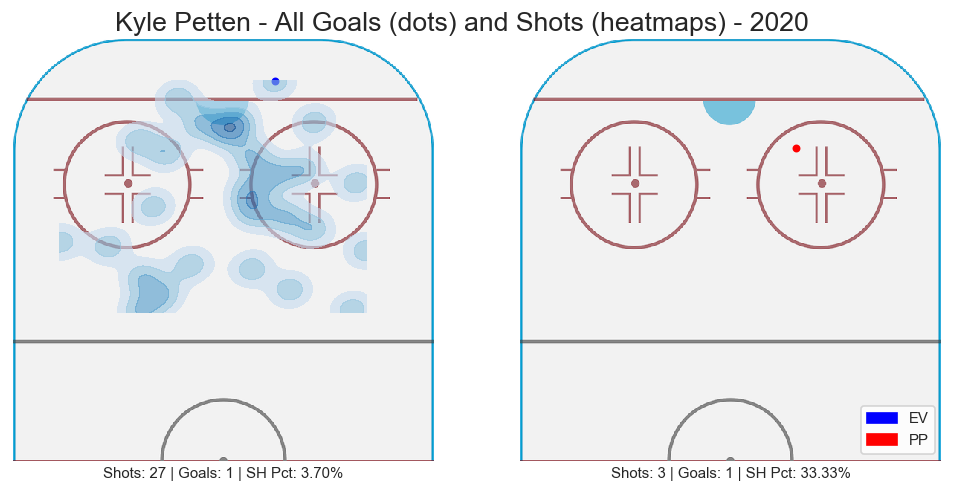 Kyle Petten - All Goals (dots) and Shots (heatmaps) - 2020
EV
PP
Shots: 27 | Goals: 1 | SH Pct: 3.70%
Shots: 3 | Goals: 1 | SH Pct: 33.33%